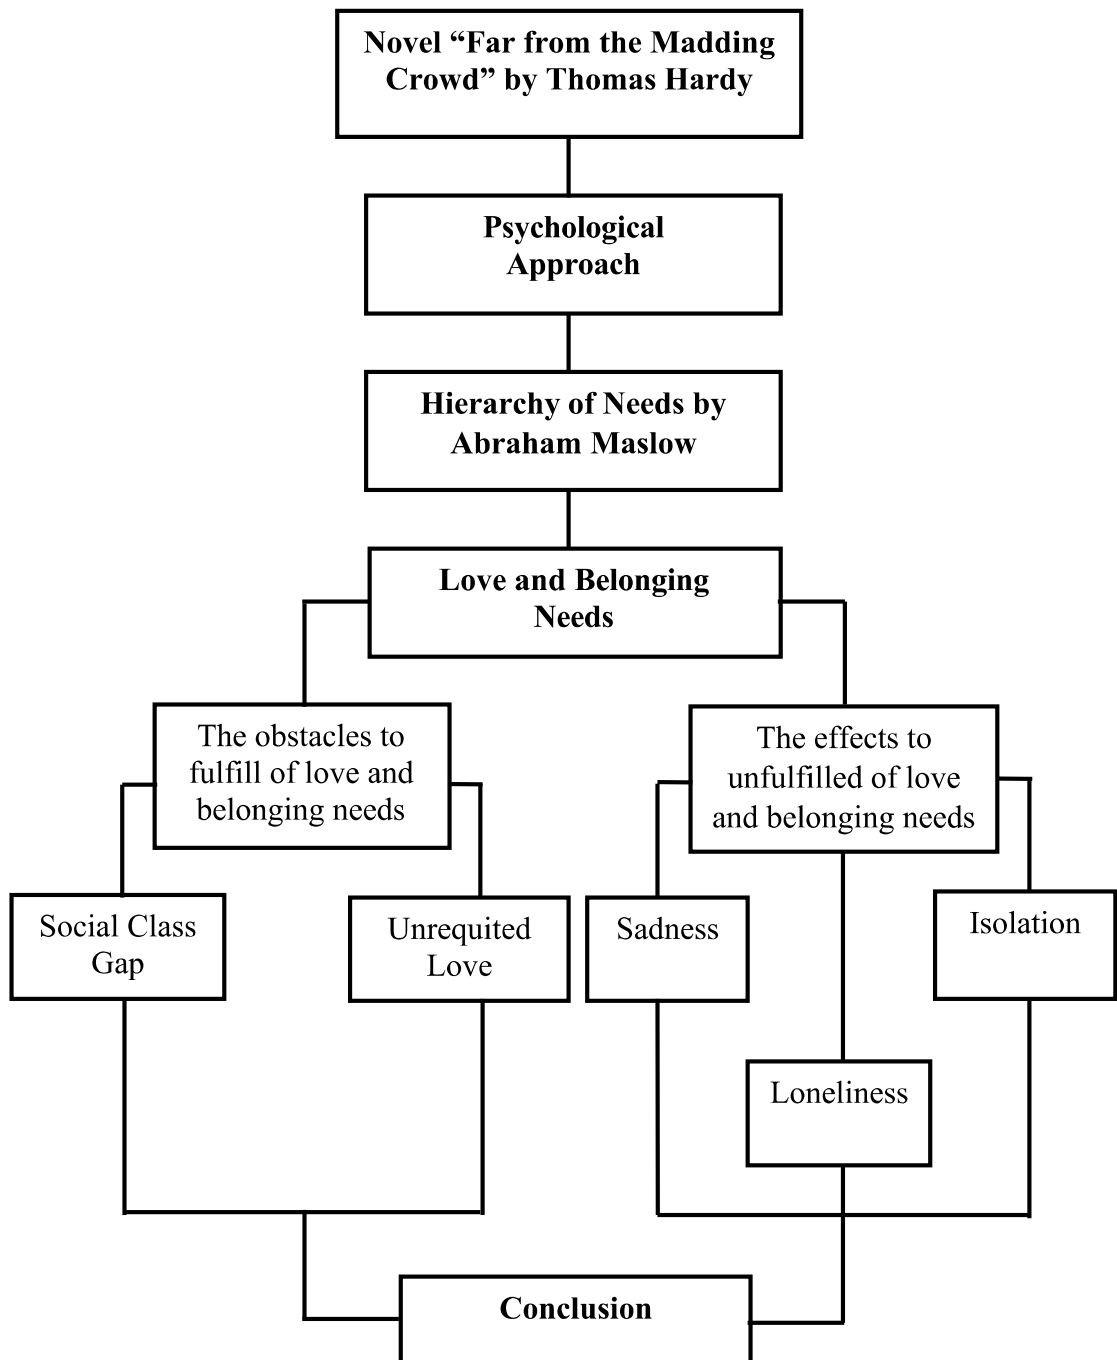 Novel “Far from the Madding
Crowd” by Thomas Hardy
Psychological
Approach
Hierarchy of Needs by
Abraham Maslow
Love and Belonging
Needs
The obstacles to
fulfill of love and
belonging needs
The effects to
unfulfilled of love
and belonging needs
Social Class
Gap
Unrequited
Love
Sadness
Isolation
Loneliness
Conclusion